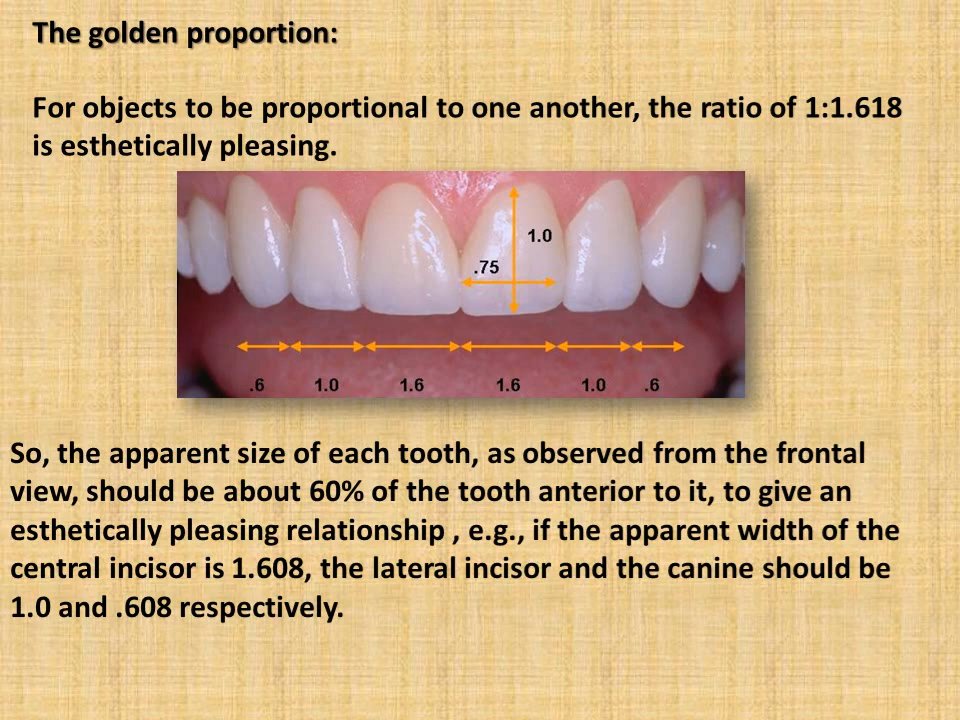 The golden proportion:
For objects to be proportional to one another, the ratio of 1:1.618
is esthetically pleasing.
1.0
.75
.6 1.0 1.6 1.6 1.0 .6
So, the apparent size of each tooth, as observed from the frontal
view, should be about 60% of the tooth anterior to it, to give an
esthetically pleasing relationship , e.g., if the apparent width of the
central incisor is 1.608, the lateral incisor and the canine should be
1.0 and .608 respectively.